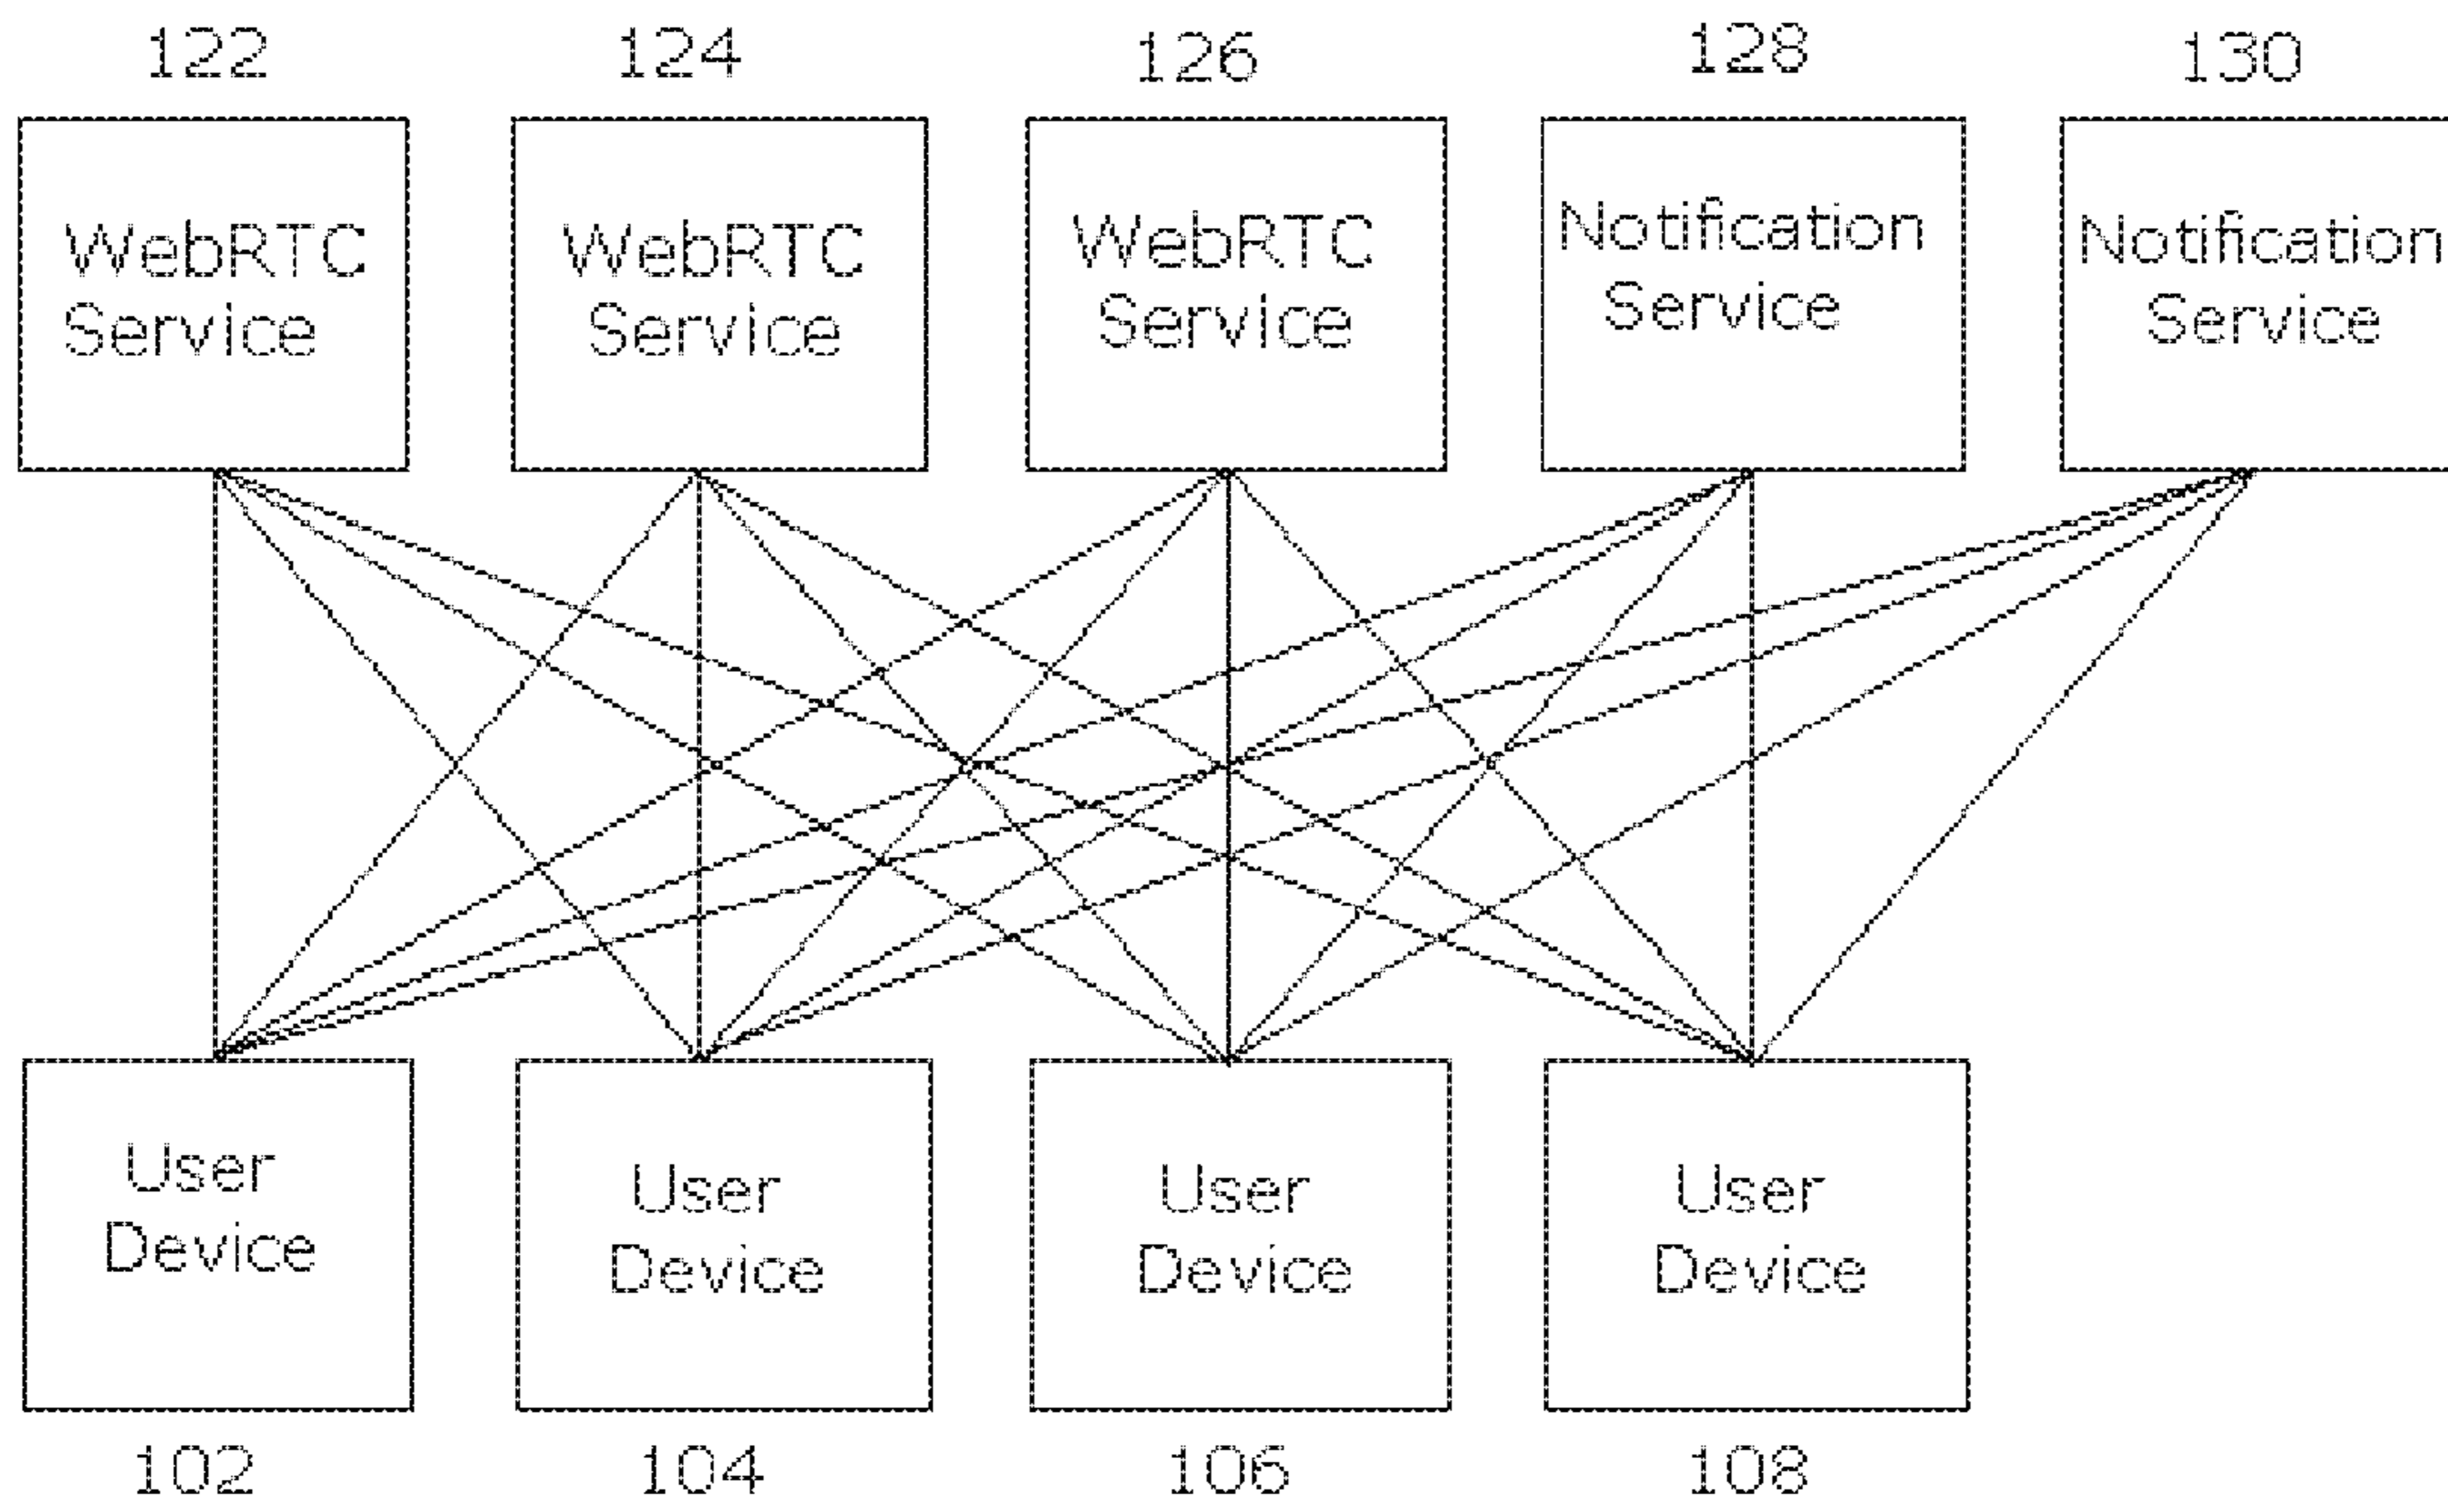 122 124 126 128 130
WebRTC Service
WebRTC Service
WebRTC Service
Notification Service
Notification Service
User Device
User Device
User Device
User Device
102 104 106 108